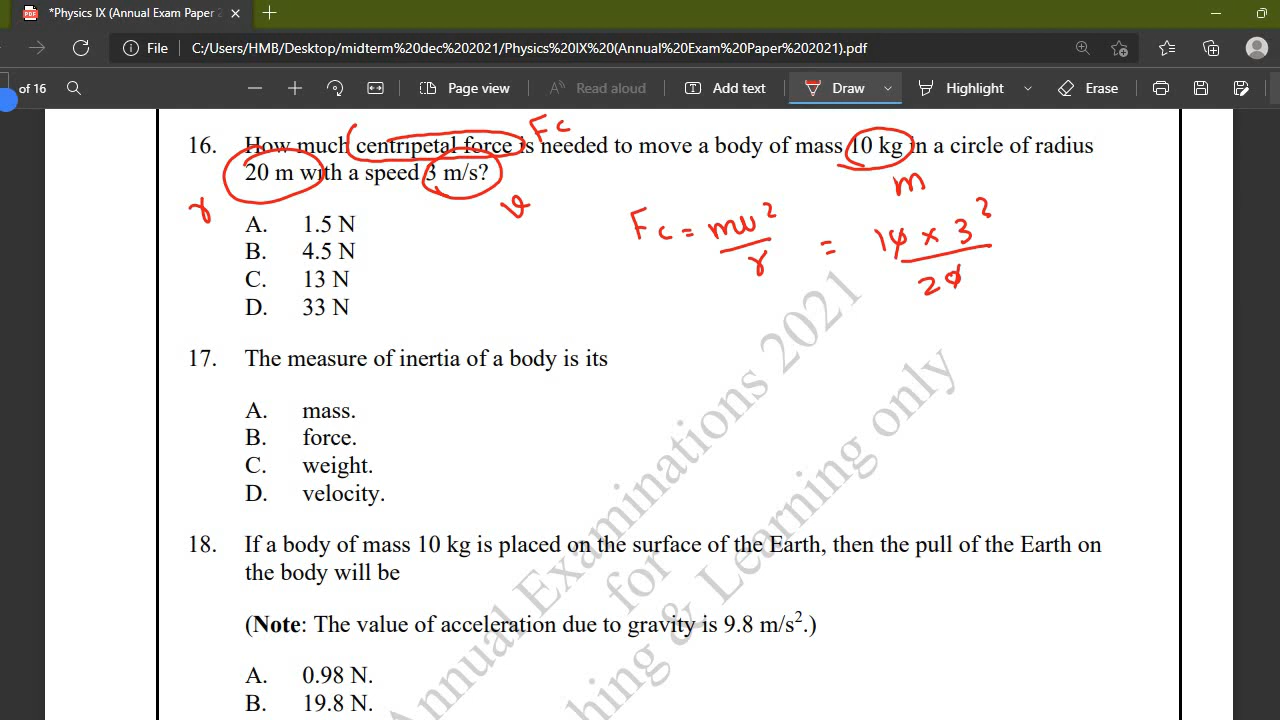 *Physics IX (Annual Exam Paper 2
File C:/Users/HMB/Desktop/midterm%20dec%202021/Physics%20IX%20(Annual%20Exam%20Paper%202021).pdf
of 16 Page view Read aloud Add text Draw Highlight Erase
Fc
16. How much centripetal force is needed to move a body of mass 10 kg in a circle of radius
20 m with a speed 3 m/s?
m
r v
A. 1.5 N
B. 4.5 N
C. 13 N
D. 33 N
Fc = mv²/r = 10 × 3²/20
17. The measure of inertia of a body is its
A. mass.
B. force.
C. weight.
D. velocity.
18. If a body of mass 10 kg is placed on the surface of the Earth, then the pull of the Earth on
the body will be
(Note: The value of acceleration due to gravity is 9.8 m/s².)
A. 0.98 N.
B. 19.8 N.
Annual Examinations 2021
for
hing & Learning only